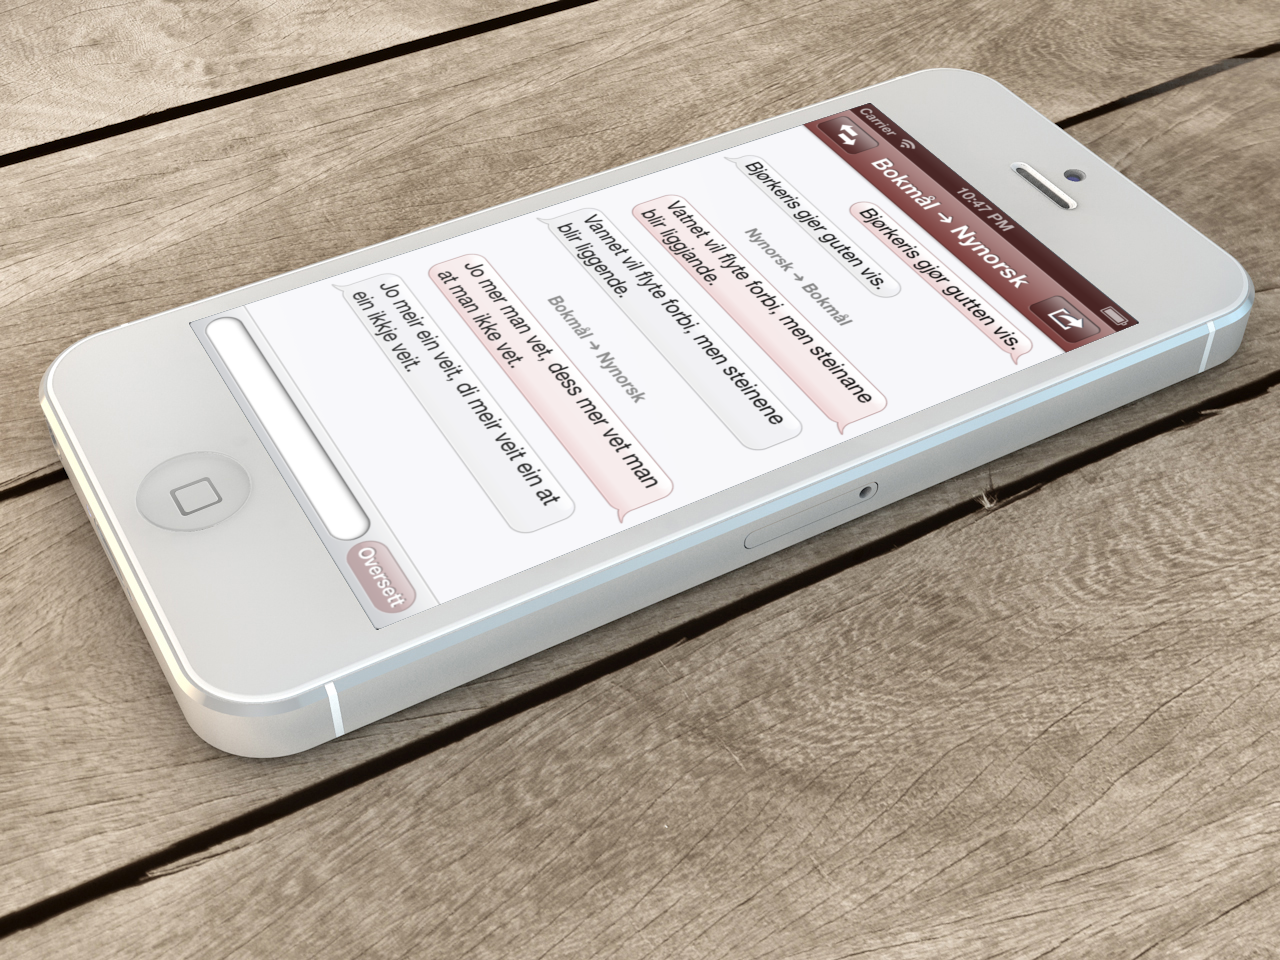 Carrier 10:47 PM
Bokmål → Nynorsk
Bjørkeris gjør gutten vis.
Bjørkeris gjer guten vis.
Nynorsk → Bokmål
Vatnet vil flyte forbi, men steinane
blir liggjande.
Vannet vil flyte forbi, men steinene
blir liggende.
Bokmål → Nynorsk
Jo mer man vet, dess mer vet man
at man ikke vet.
Jo meir ein veit, di meir veit ein at
ein ikkje veit.
Oversett